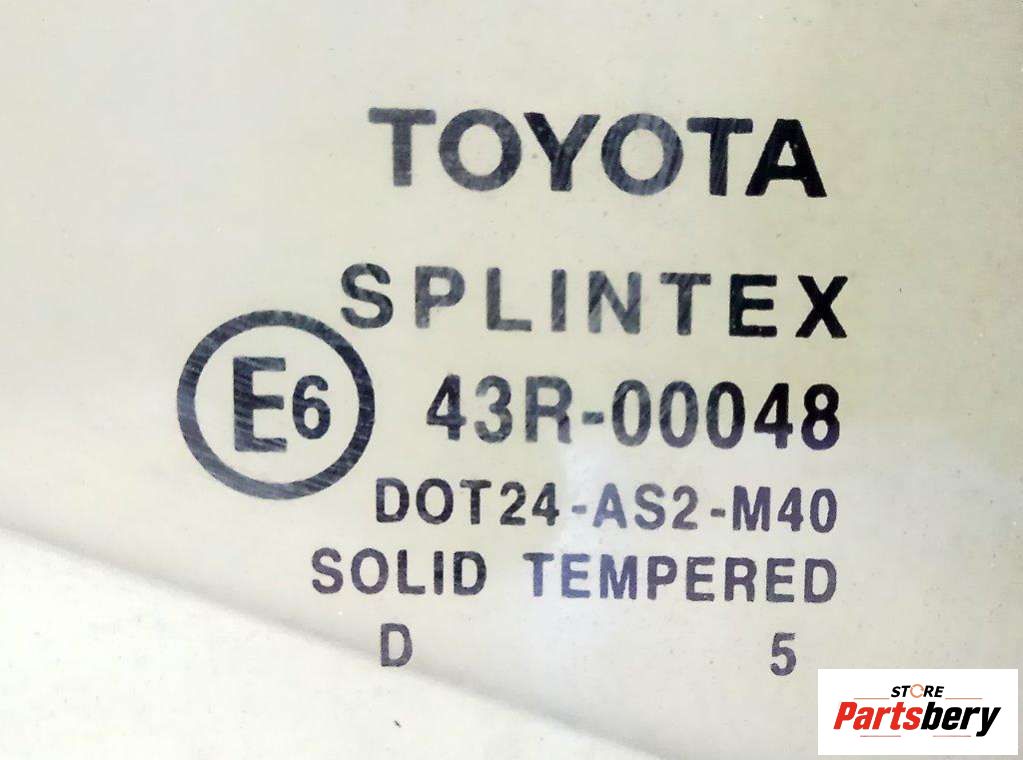 TOYOTA
SPLINTEX
E6 43R-00048
DOT24-AS2-M40
SOLID TEMPERED
D 5
STORE
Partsbery